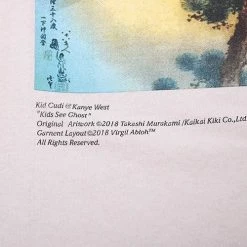 Kid Cudi & Kanye West
"Kids See Ghost"
Original Artwork ©2018 Takashi Murakami /Kaikai Kiki Co., Ltd
Garment Layout©2018 Virgil Abloh™
All Rights Reserved.